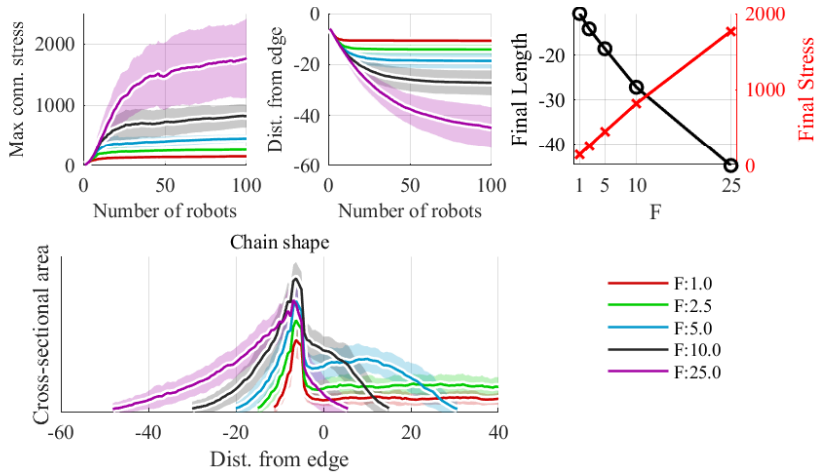 Max conn. stress
2000
1000
0
0
50
100
Number of robots
Dist. from edge
0
-20
-40
-60
0
50
100
Number of robots
Final Length
-20
-30
-40
1
5
10
25
F
2000
1000
0
Final Stress
Chain shape
Cross-sectional area
-60
-40
-20
0
20
40
Dist. from edge
F:1.0
F:2.5
F:5.0
F:10.0
F:25.0